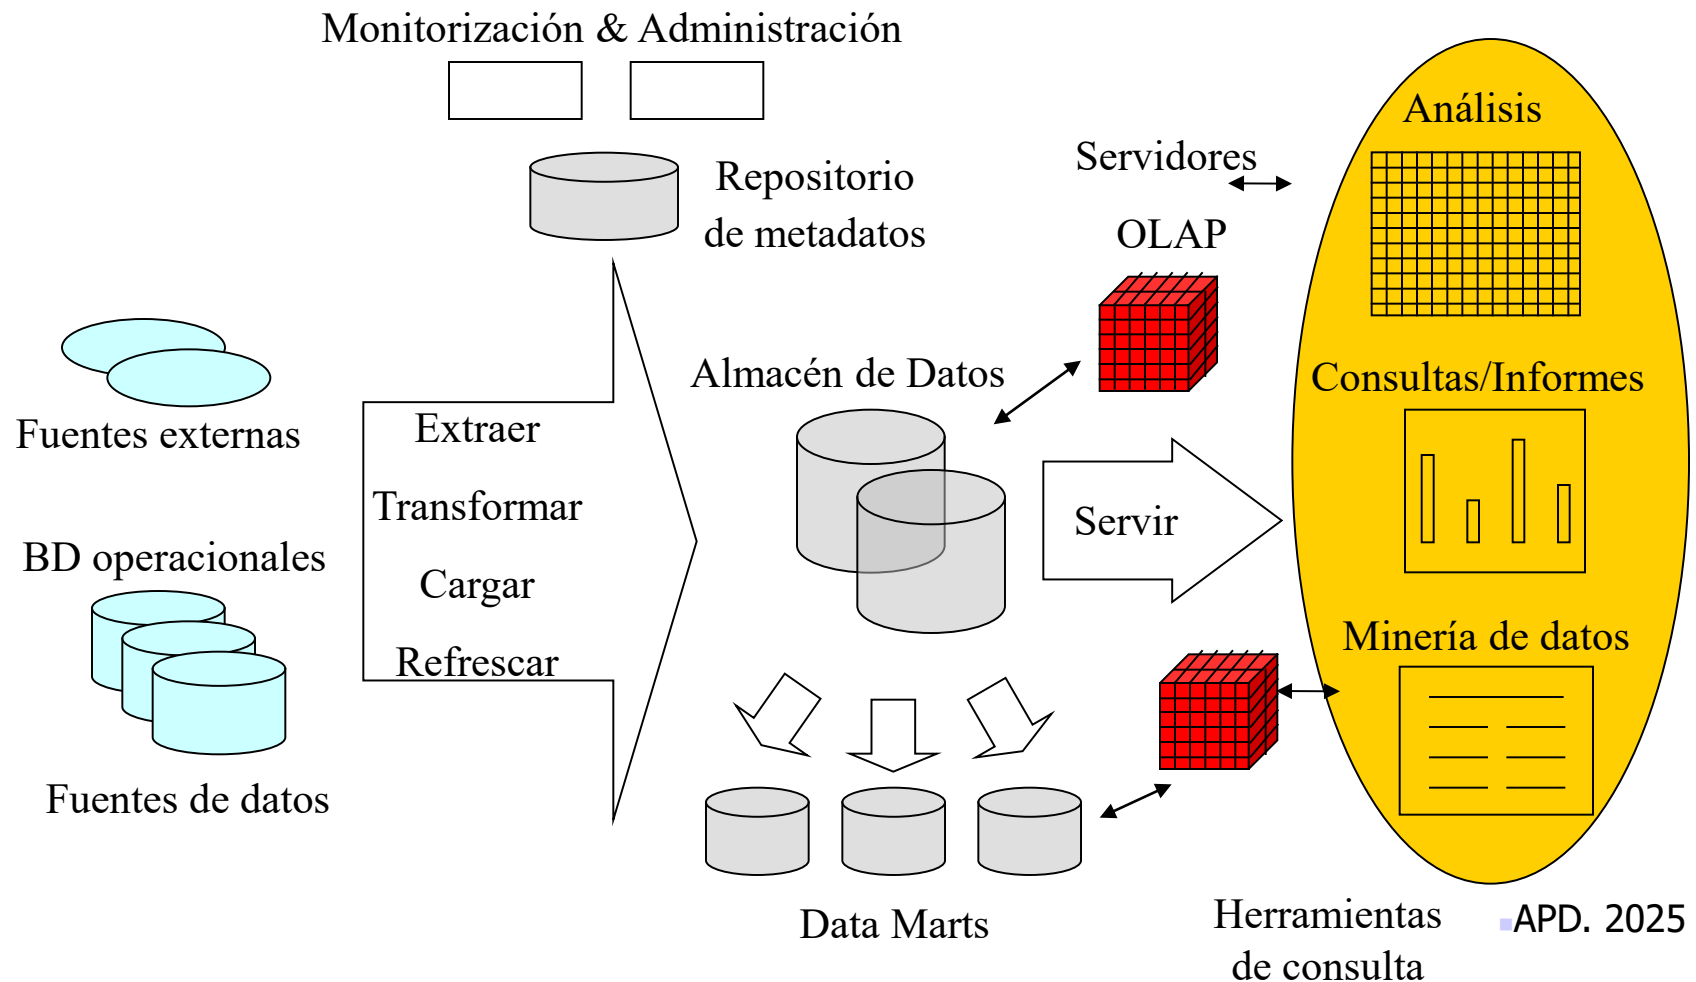 Monitorización & Administración
Repositorio
de metadatos
Servidores
OLAP
Análisis
Fuentes externas
BD operacionales
Fuentes de datos
Extraer
Transformar
Cargar
Refrescar
Almacén de Datos
Servir
Consultas/Informes
Minería de datos
Data Marts
Herramientas
de consulta
APD. 2025